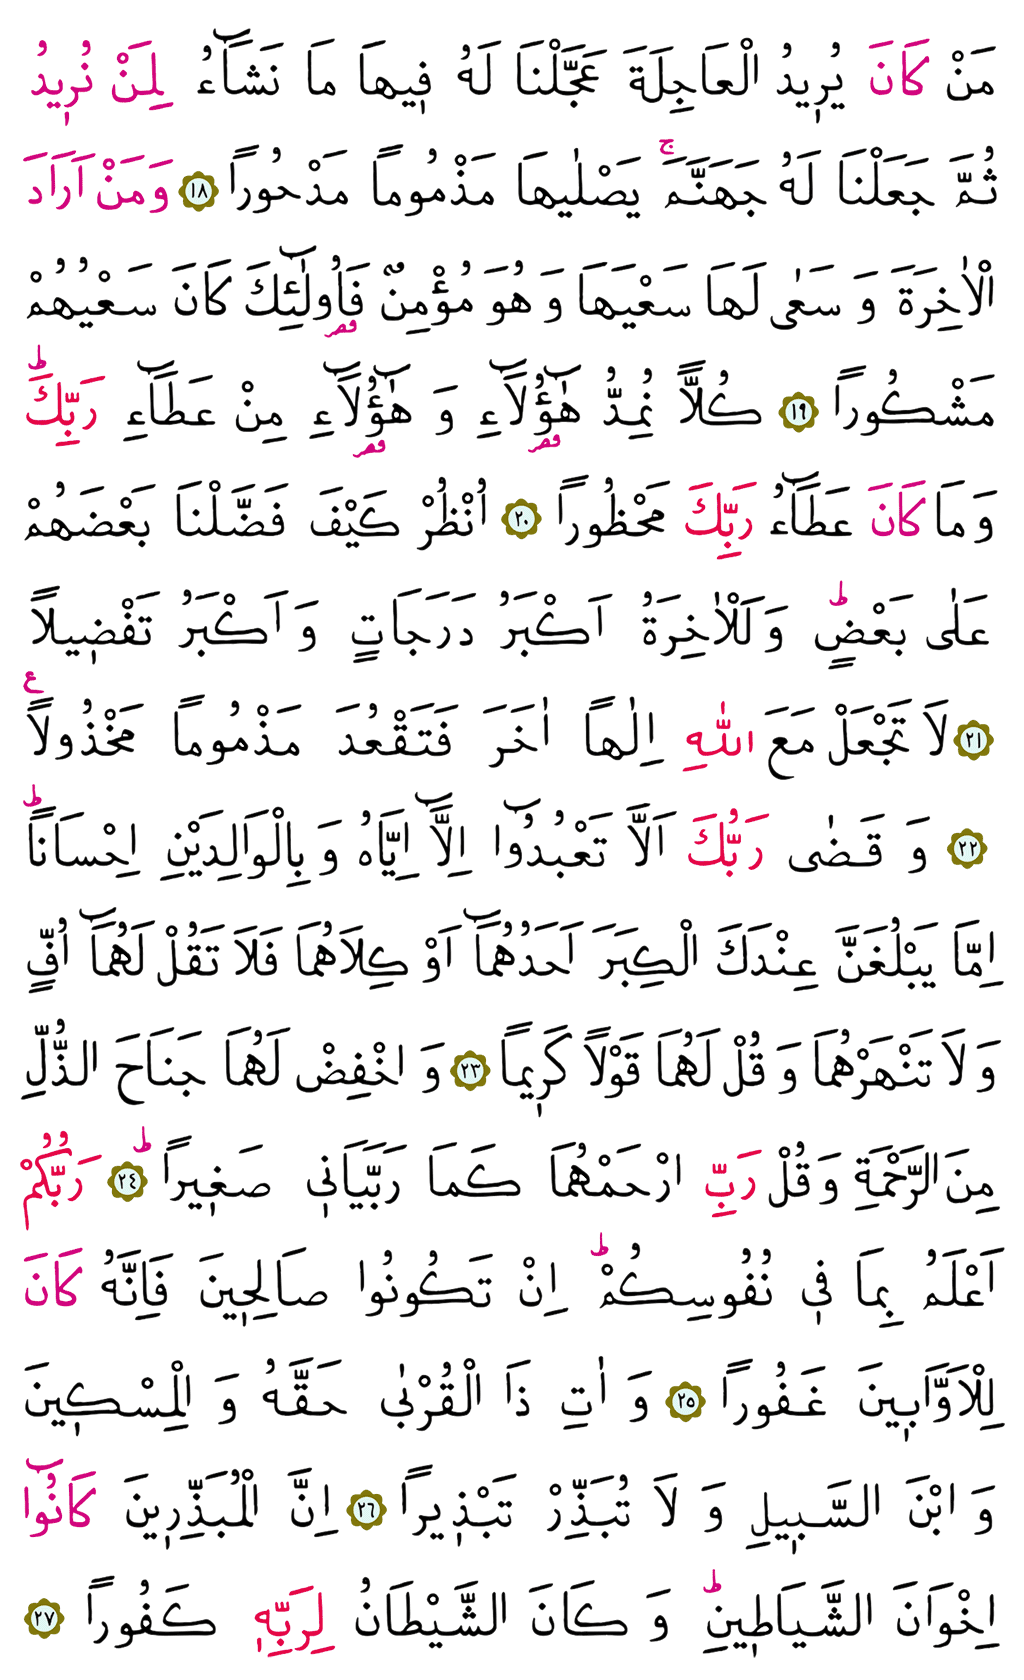 مَنْ كَانَ يُر۪يدُ الْعَاجِلَةَ عَجَّلْنَا لَهُ ف۪يهَا مَا نَشَٓاءُ لِمَنْ نُر۪يدُ
ثُمَّ جَعَلْنَا لَهُ جَهَنَّمَۚ يَصْلٰيهَا مَذْمُومًا مَدْحُورًا ﴿١٨﴾ وَمَنْ اَرَادَ
الْاٰخِرَةَ وَ سَعٰى لَهَا سَعْيَهَا وَ هُوَ مُؤْمِنٌ فَاُو۬لٰٓئِكَ كَانَ سَعْيُهُمْ
مَشْكُورًا ﴿١٩﴾ كُلًّا نُمِدُّ هٰٓؤُ۬لَٓاءِ وَ هٰٓؤُ۬لَٓاءِ مِنْ عَطَٓاءِ رَبِّكَۜ
وَ مَا كَانَ عَطَٓاءُ رَبِّكَ مَحْظُورًا ﴿٢٠﴾ اُنْظُرْ كَيْفَ فَضَّلْنَا بَعْضَهُمْ
عَلٰى بَعْضٍۜ وَ لَلْاٰخِرَةُ اَكْبَرُ دَرَجَاتٍ وَ اَكْبَرُ تَفْض۪يلًا
﴿٢١﴾ لَا تَجْعَلْ مَعَ اللّٰهِ اِلٰهًا اٰخَرَ فَتَقْعُدَ مَذْمُومًا مَخْذُولًا ع
﴿٢٢﴾ وَ قَضٰى رَبُّكَ اَلَّا تَعْبُدُٓوا اِلَّٓا اِيَّاهُ وَ بِالْوَالِدَيْنِ اِحْسَانًاۜ
اِمَّا يَبْلُغَنَّ عِنْدَكَ الْكِبَرَ اَحَدُهُمَٓا اَوْ كِلَاهُمَا فَلَا تَقُلْ لَهُمَٓا اُفٍّ
وَ لَا تَنْهَرْهُمَا وَ قُلْ لَهُمَا قَوْلًا كَر۪يمًا ﴿٢٣﴾ وَ اخْفِضْ لَهُمَا جَنَاحَ الذُّلِّ
مِنَ الرَّحْمَةِ وَ قُلْ رَبِّ ارْحَمْهُمَا كَمَا رَبَّيَان۪ى صَغ۪يرًاۜ ﴿٢٤﴾ رَبُّكُمْ
اَعْلَمُ بِمَا ف۪ى نُفُوسِكُمْۜ اِنْ تَكُونُوا صَالِح۪ينَ فَاِنَّهُ كَانَ
لِلْاَوَّاب۪ينَ غَفُورًا ﴿٢٥﴾ وَ اٰتِ ذَا الْقُرْبٰى حَقَّهُ وَ الْمِسْك۪ينَ
وَ ابْنَ السَّب۪يلِ وَ لَا تُبَذِّرْ تَبْذ۪يرًا ﴿٢٦﴾ اِنَّ الْمُبَذِّر۪ينَ كَانُٓوا
اِخْوَانَ الشَّيَاط۪ينِۜ وَ كَانَ الشَّيْطَانُ لِرَبِّه۪ كَفُورًا ﴿٢٧﴾